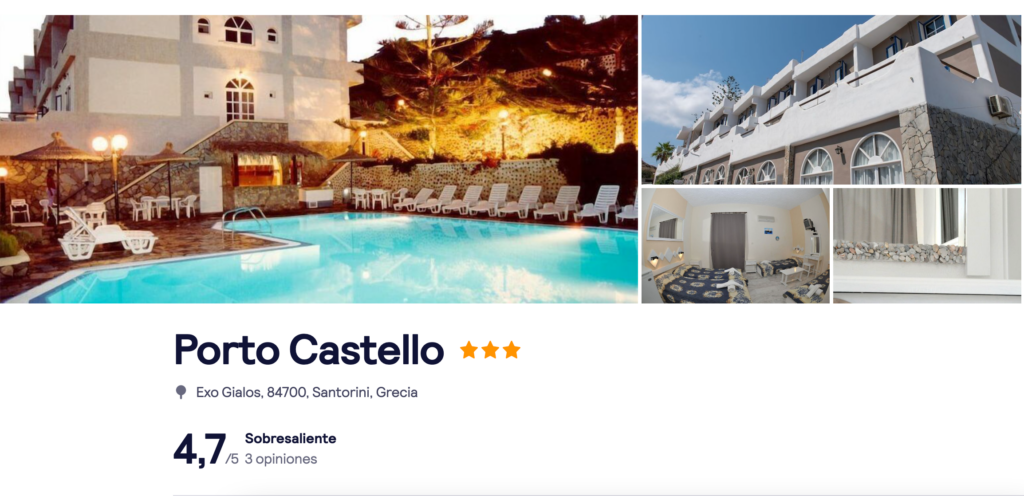 Porto Castello
Exo Gialos, 84700, Santorini, Grecia
4,7/5 Sobresaliente
3 opiniones